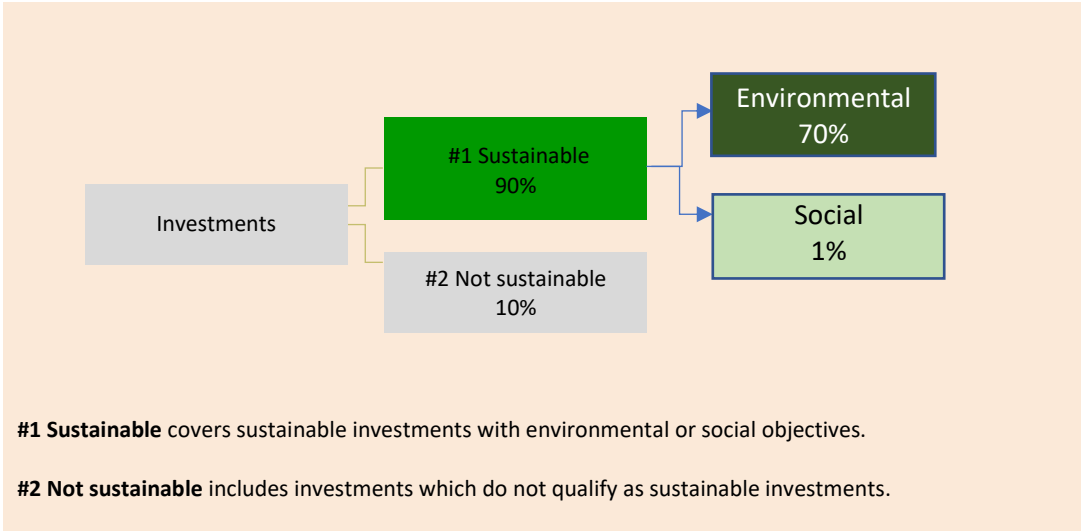 Environmental
70%
#1 Sustainable
90%
Investments
Social
1%
#2 Not sustainable
10%
#1 Sustainable covers sustainable investments with environmental or social objectives.
#2 Not sustainable includes investments which do not qualify as sustainable investments.